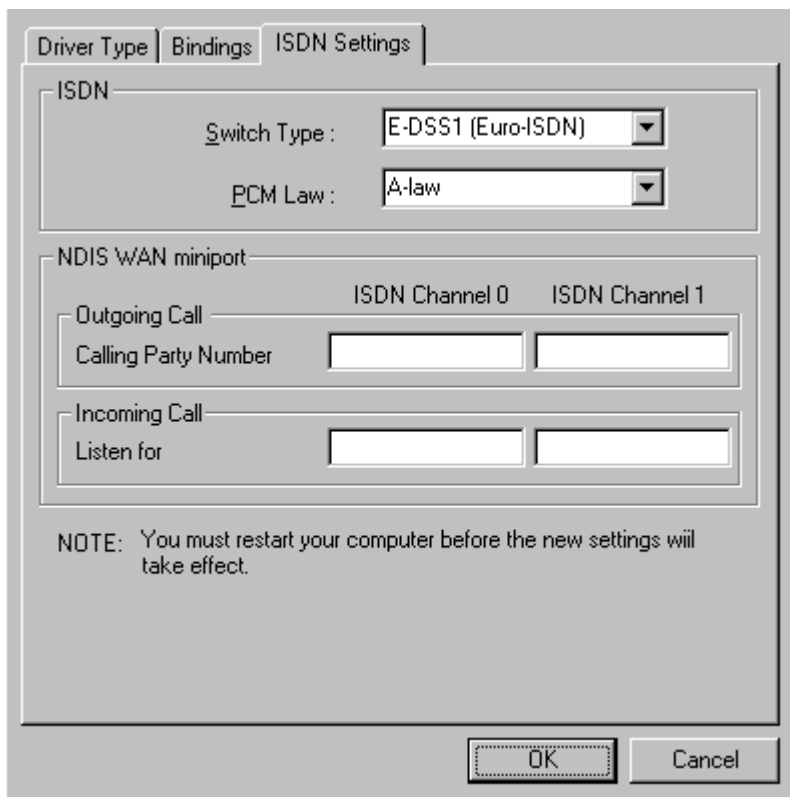 Driver Type Bindings ISDN Settings
ISDN
Switch Type : E-DSS1 (Euro-ISDN)
PCM Law : A-law
NDIS WAN miniport
ISDN Channel 0 ISDN Channel 1
Outgoing Call
Calling Party Number
Incoming Call
Listen for
NOTE: You must restart your computer before the new settings wiil
take effect.
OK Cancel